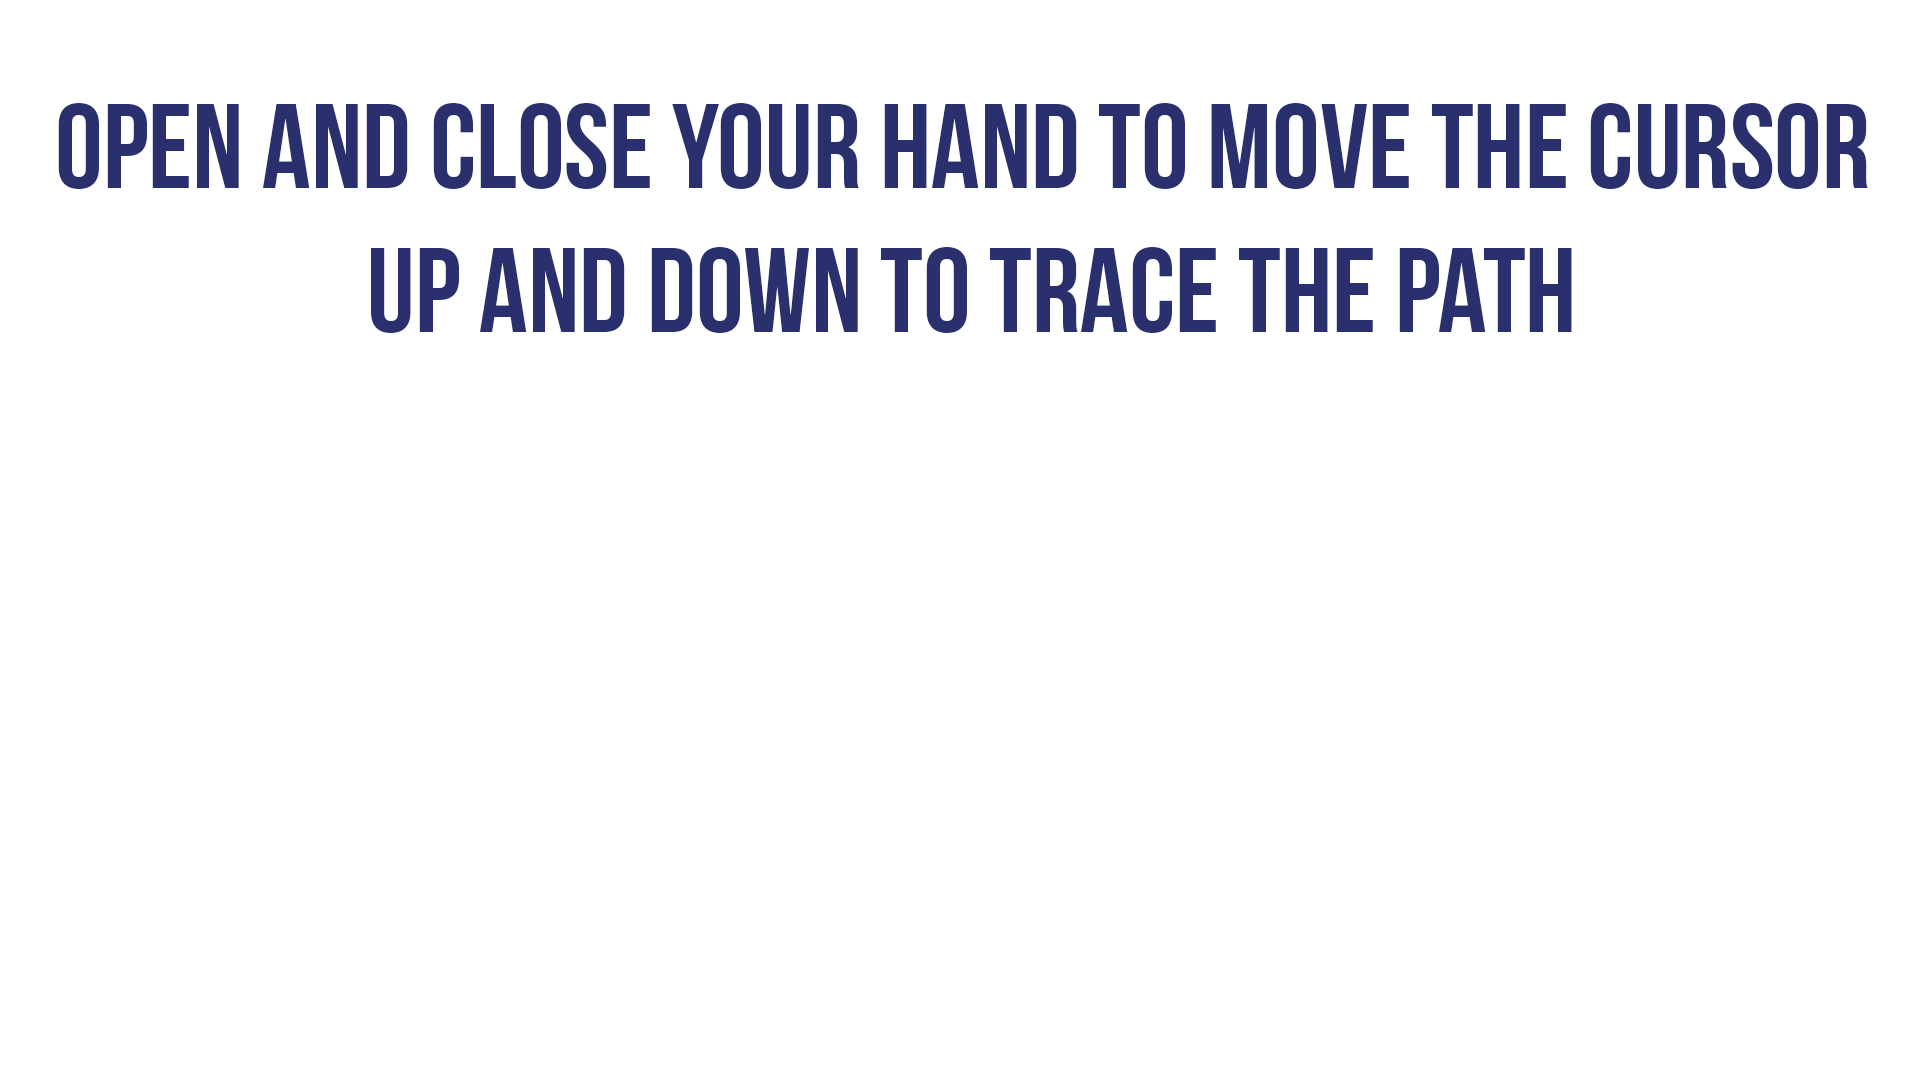 OPEN AND CLOSE YOUR HAND TO MOVE THE CURSOR
UP AND DOWN TO TRACE THE PATH